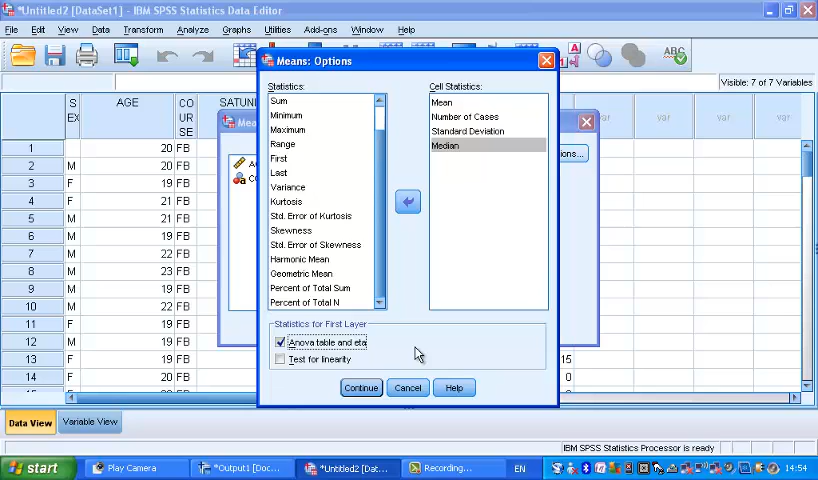 *Untitled2 [DataSet1] - IBM SPSS Statistics Data Editor
File Edit View Data Transform Analyze Graphs Utilities Add-ons Window Help
Means: Options
Visible: 7 of 7 Variables
Statistics:
Sum
Minimum
Maximum
Range
First
Last
Variance
Kurtosis
Std. Error of Kurtosis
Skewness
Std. Error of Skewness
Harmonic Mean
Geometric Mean
Percent of Total Sum
Percent of Total N
Cell Statistics:
Mean
Number of Cases
Standard Deviation
Median
Statistics for First Layer
Anova table and eta
Test for linearity
Continue Cancel Help
SEX AGE COURSE var var var
1 20 FB
2 M 20 FB
3 F 19 FB
4 F 21 FB
5 M 21 FB
6 M 19 FB
7 M 22 FB
8 M 23 FB
9 M 19 FB
10 M 22 FB
11 F 19 FB
12 F 19 FB
13 F 19 FB 15
14 F 20 FB 0
Data View Variable View
IBM SPSS Statistics Processor is ready
start Play Camera *Output1 [Doc... *Untitled2 [Dat... Recording... EN 14:54